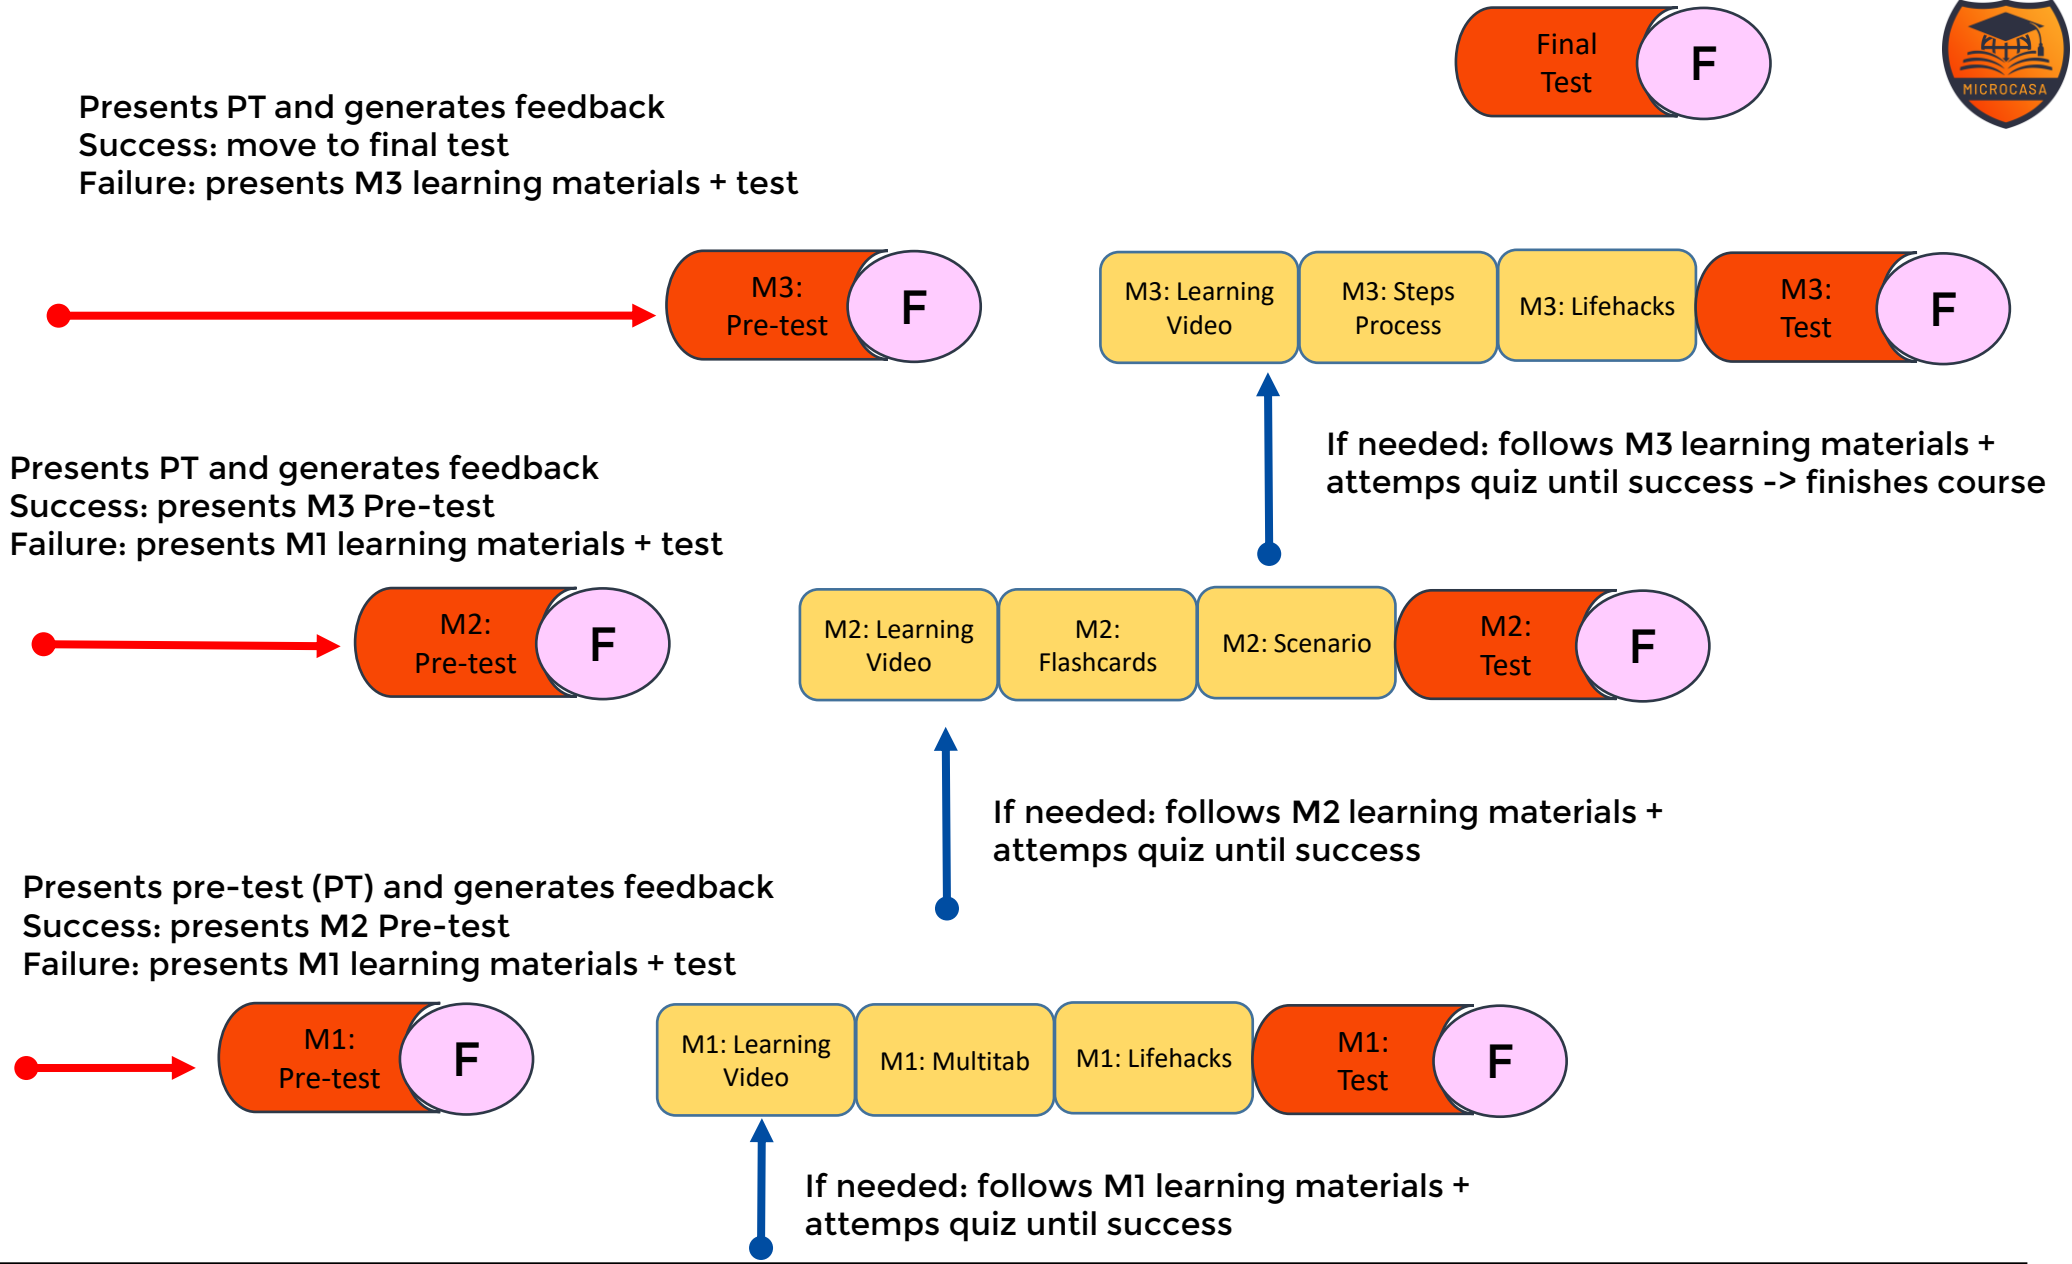 Final
Test
F
MICROCASA
Presents PT and generates feedback
Success: move to final test
Failure: presents M3 learning materials + test
M3:
Pre-test
F
M3: Learning
Video
M3: Steps
Process
M3: Lifehacks
M3:
Test
F
If needed: follows M3 learning materials +
attemps quiz until success -> finishes course
Presents PT and generates feedback
Success: presents M3 Pre-test
Failure: presents M1 learning materials + test
M2:
Pre-test
F
M2: Learning
Video
M2:
Flashcards
M2: Scenario
M2:
Test
F
If needed: follows M2 learning materials +
attemps quiz until success
Presents pre-test (PT) and generates feedback
Success: presents M2 Pre-test
Failure: presents M1 learning materials + test
M1:
Pre-test
F
M1: Learning
Video
M1: Multitab
M1: Lifehacks
M1:
Test
F
If needed: follows M1 learning materials +
attemps quiz until success